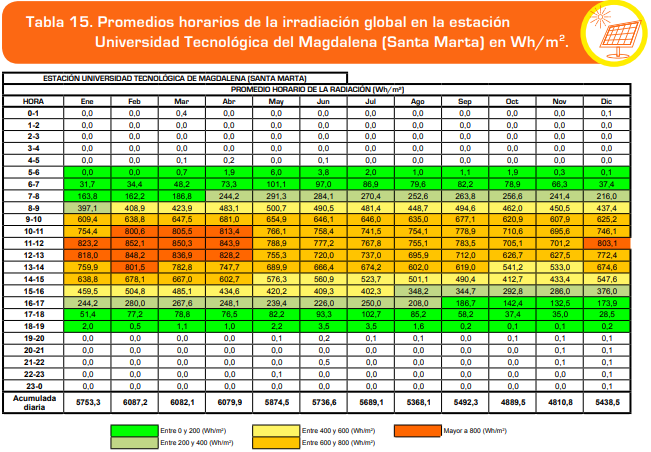 Tabla 15. Promedios horarios de la irradiación global en la estación
Universidad Tecnológica del Magdalena (Santa Marta) en Wh/m².
ESTACIÓN UNIVERSIDAD TECNOLÓGICA DE MAGDALENA (SANTA MARTA)
PROMEDIO HORARIO DE LA RADIACIÓN (Wh/m²)
HORA Ene Feb Mar Abr May Jun Jul Ago Sep Oct Nov Dic
0-1 0,0 0,0 0,4 0,0 0,0 0,0 0,0 0,0 0,0 0,0 0,0 0,1
1-2 0,0 0,0 0,0 0,0 0,0 0,0 0,0 0,0 0,0 0,0 0,0 0,0
2-3 0,0 0,0 0,0 0,0 0,0 0,0 0,0 0,0 0,0 0,0 0,0 0,0
3-4 0,0 0,0 0,0 0,0 0,0 0,0 0,0 0,0 0,0 0,0 0,0 0,0
4-5 0,0 0,0 0,1 0,2 0,0 0,1 0,0 0,0 0,0 0,0 0,0 0,0
5-6 0,0 0,0 0,7 1,9 6,0 3,8 2,0 1,0 1,1 1,9 0,3 0,1
6-7 31,7 34,4 48,2 73,3 101,1 97,0 86,9 79,6 82,2 78,9 66,3 37,4
7-8 163,8 162,2 186,8 244,2 291,3 284,1 270,4 252,6 263,8 256,6 241,4 216,0
8-9 397,1 408,9 423,9 483,1 500,7 490,5 481,4 448,7 494,6 462,0 450,5 437,4
9-10 609,4 638,8 647,5 681,0 654,9 646,1 646,0 635,0 677,1 620,9 607,9 625,2
10-11 754,4 800,6 805,5 813,4 766,1 758,4 741,5 754,1 778,9 710,6 695,6 746,1
11-12 823,2 852,1 850,3 843,9 788,9 777,2 767,8 755,1 783,5 705,1 701,2 803,1
12-13 818,0 848,2 836,9 828,2 755,3 720,0 737,0 695,9 712,0 626,7 627,5 772,4
13-14 759,9 801,5 782,8 747,7 689,9 666,4 674,2 602,0 619,0 541,2 533,0 674,6
14-15 638,8 678,1 667,0 602,7 576,3 560,9 523,7 501,1 490,4 412,7 433,4 547,6
15-16 459,5 504,8 485,1 434,6 420,2 409,3 402,3 348,2 344,7 292,8 286,0 376,0
16-17 244,2 280,0 267,6 248,1 239,4 226,0 250,0 208,0 186,7 142,4 132,5 173,9
17-18 51,4 77,2 78,8 76,5 82,2 93,3 102,7 85,2 58,2 37,4 35,0 28,5
18-19 2,0 0,5 1,1 1,0 2,2 3,5 3,5 1,6 0,2 0,1 0,1 0,2
19-20 0,0 0,0 0,0 0,0 0,1 0,2 0,1 0,1 0,1 0,0 0,1 0,1
20-21 0,0 0,0 0,0 0,0 0,0 0,0 0,0 0,0 0,0 0,0 0,1 0,1
21-22 0,0 0,0 0,0 0,0 0,0 0,5 0,0 0,0 0,0 0,0 0,1 0,1
22-23 0,0 0,0 0,0 0,0 0,1 0,0 0,0 0,0 0,0 0,0 0,0 0,1
23-0 0,0 0,0 0,0 0,0 0,0 0,0 0,0 0,0 0,0 0,0 0,0 0,1
Acumulada diaria 5753,3 6087,2 6082,1 6079,9 5874,5 5736,6 5689,1 5368,1 5492,3 4889,5 4810,8 5438,5
Entre 0 y 200 (Wh/m²) Entre 400 y 600 (Wh/m²) Mayor a 800 (Wh/m²)
Entre 200 y 400 (Wh/m²) Entre 600 y 800 (Wh/m²)